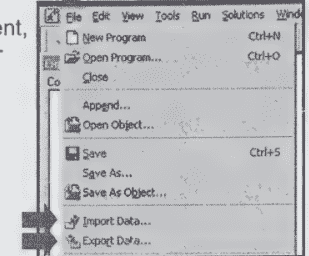 ent,
File Edit View Tools Run Solutions
New Program Ctrl+N
Open Program... Ctrl+O
Close
Co
Append...
Open Object...
Save Ctrl+S
Save As...
Save As Object...
Import Data...
Export Data...